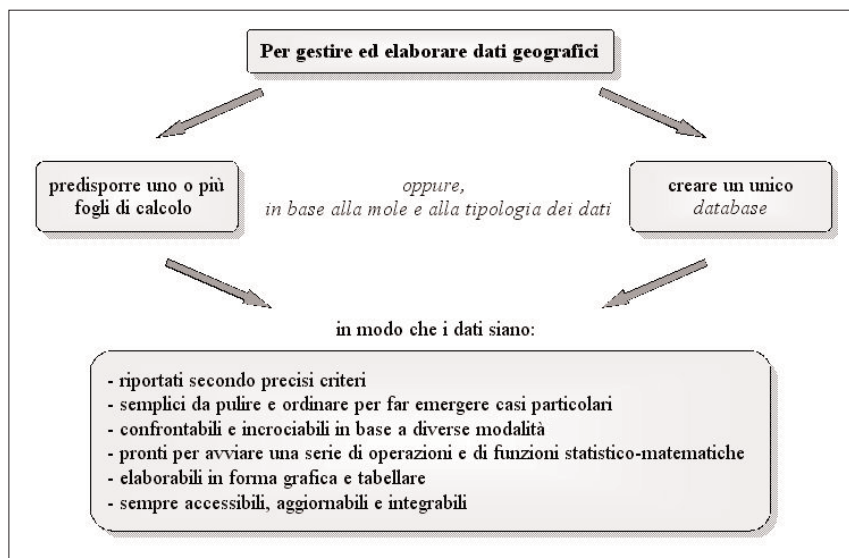 Per gestire ed elaborare dati geografici
predisporre uno o più
fogli di calcolo
oppure,
in base alla mole e alla tipologia dei dati
creare un unico
database
in modo che i dati siano:
- riportati secondo precisi criteri
- semplici da pulire e ordinare per far emergere casi particolari
- confrontabili e incrociabili in base a diverse modalità
- pronti per avviare una serie di operazioni e di funzioni statistico-matematiche
- elaborabili in forma grafica e tabellare
- sempre accessibili, aggiornabili e integrabili